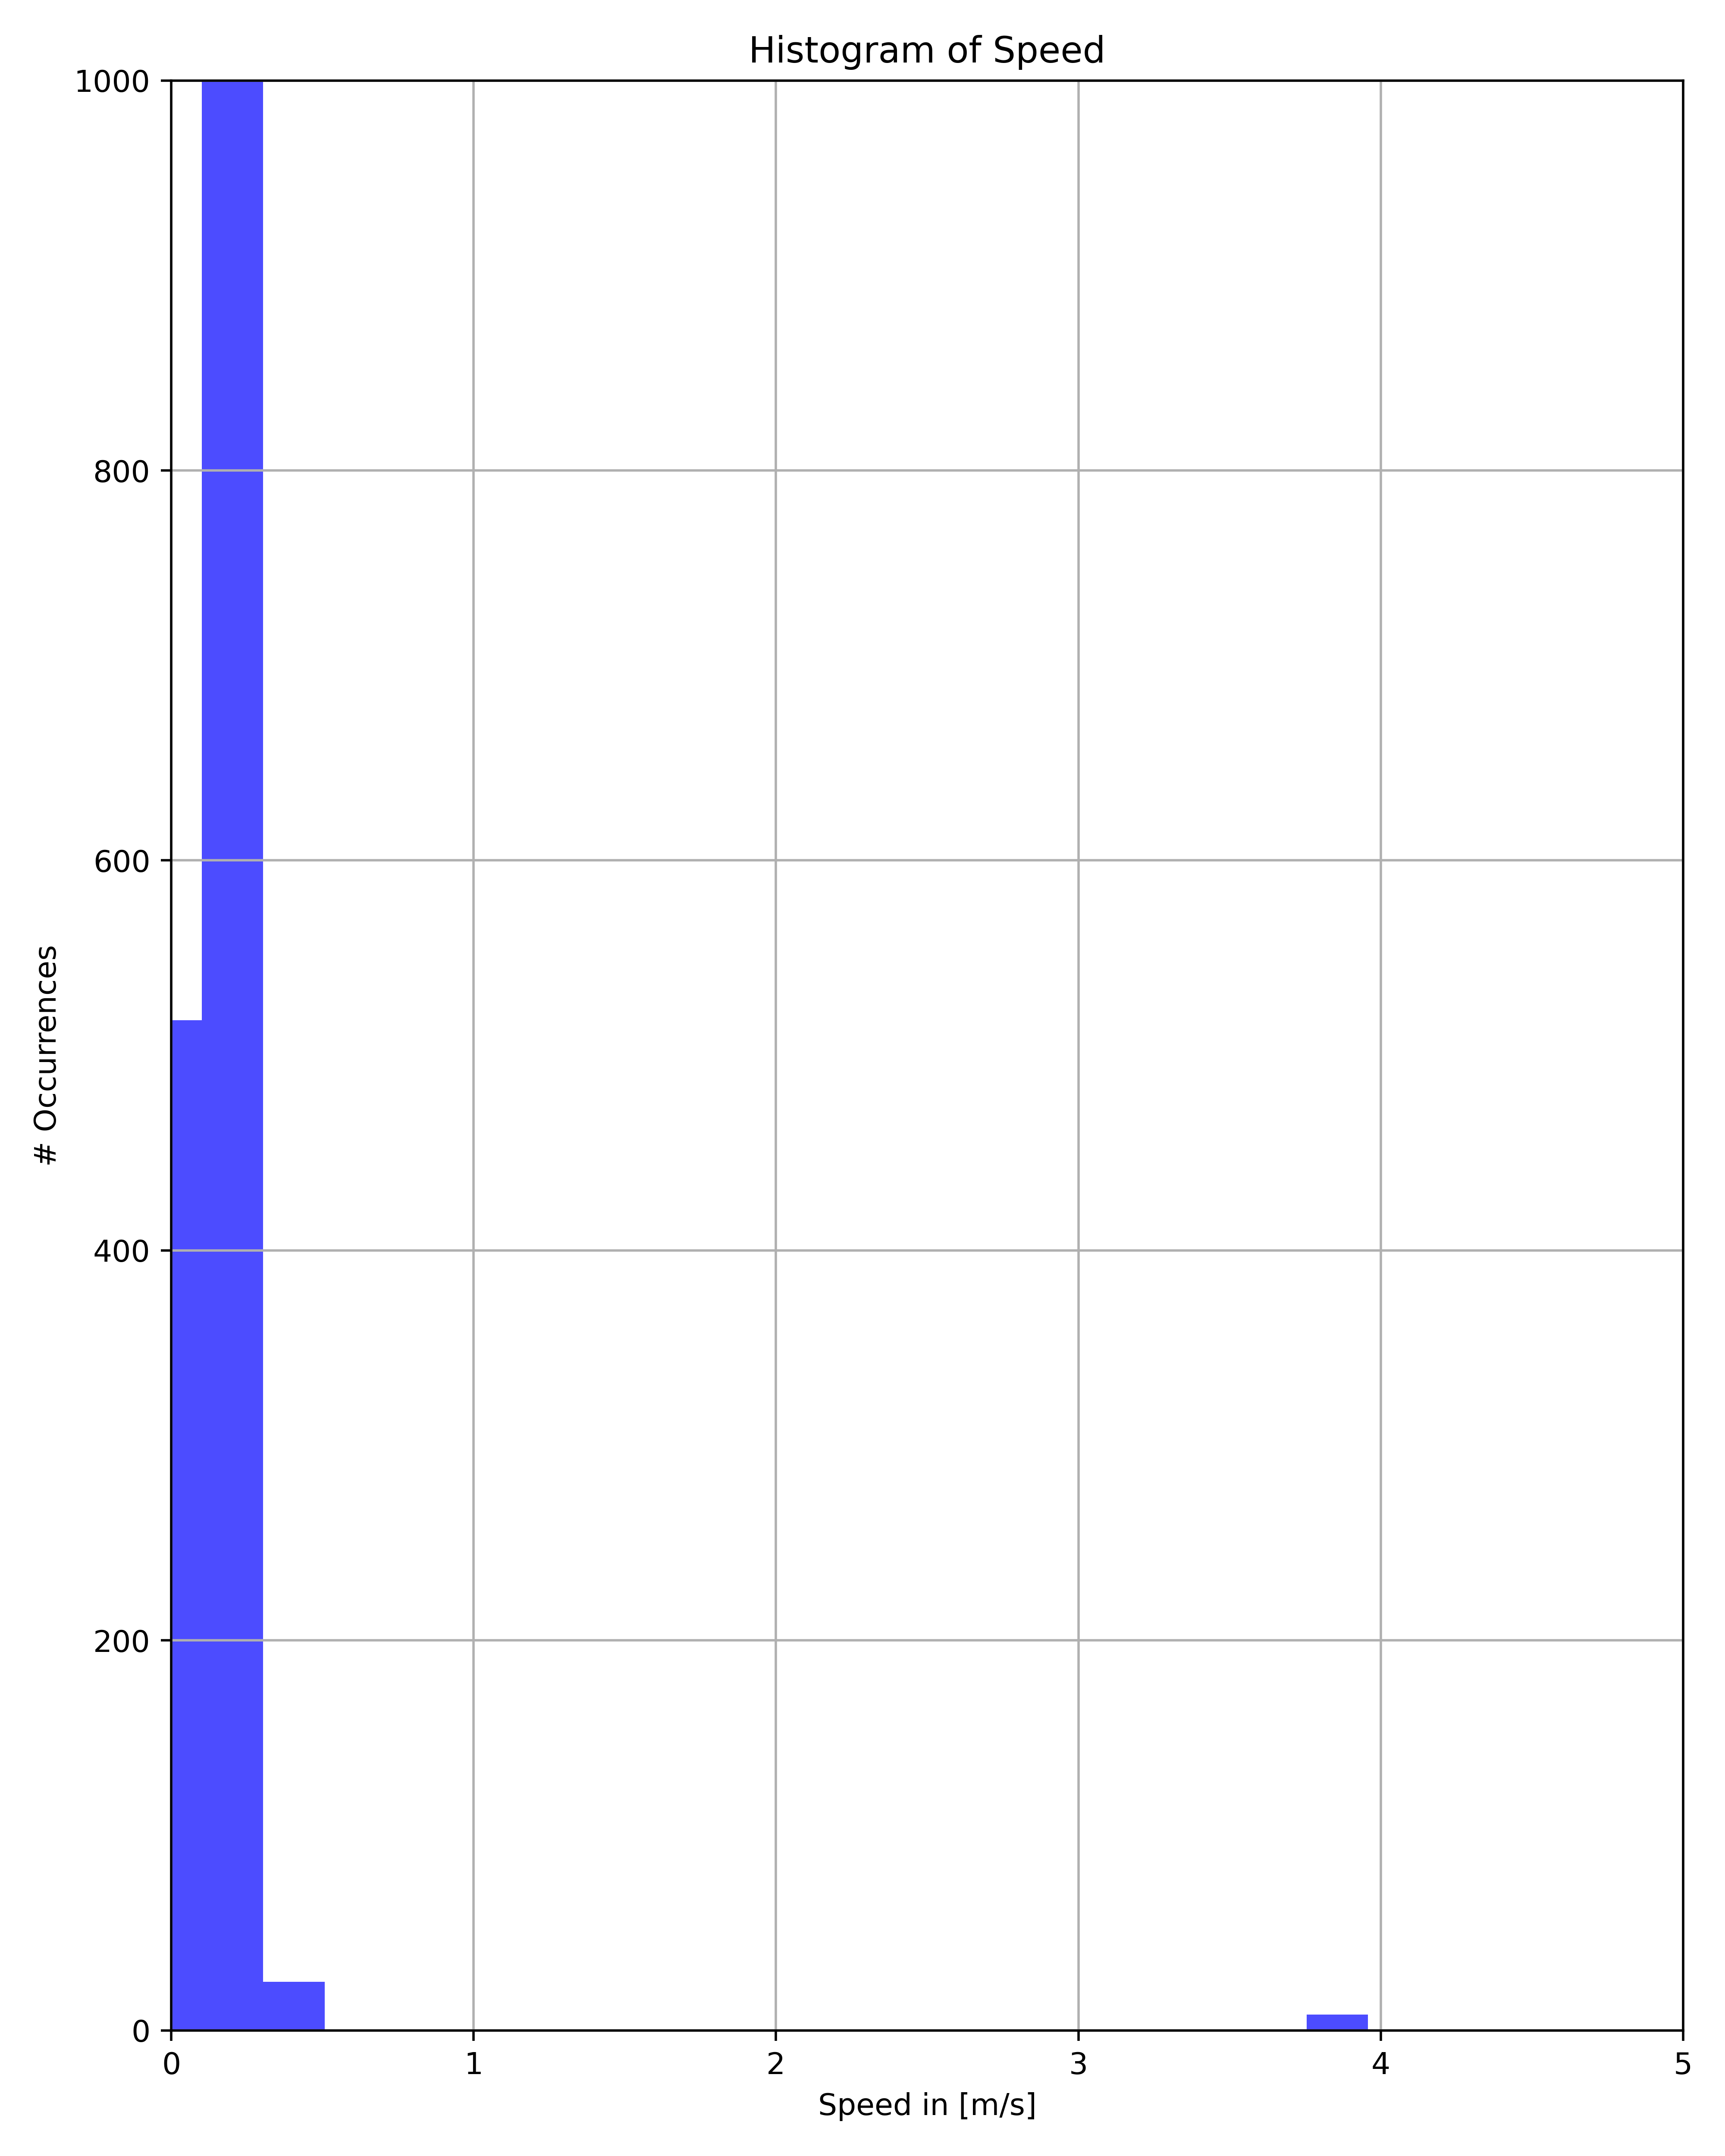 Histogram of Speed
1000
800
600
400
200
0
# Occurrences
0 1 2 3 4 5
Speed in [m/s]